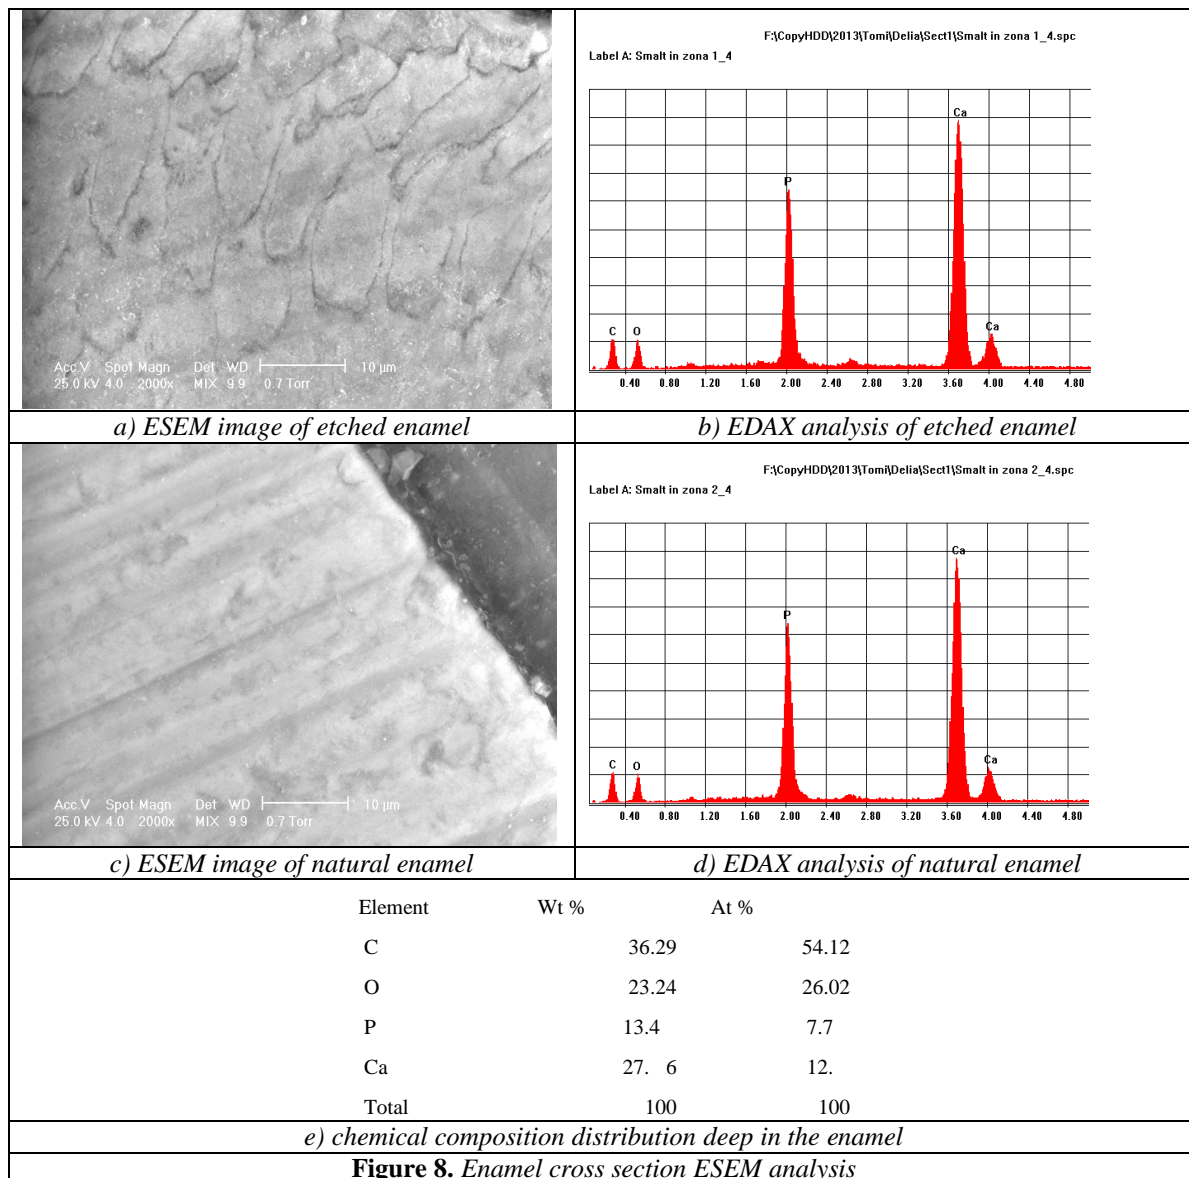 F:\CopyHDD\2013\Tomi\Delia\Sect1\Smalt in zona 1_4.spc
Label A: Smalt in zona 1_4
Ca
P
Ca
C O
0.40 0.80 1.20 1.60 2.00 2.40 2.80 3.20 3.60 4.00 4.40 4.80
Acc.V Spot Magn Det WD 10 µm
25.0 kV 4.0 2000x MIX 9.9 0.7 Torr
a) ESEM image of etched enamel
b) EDAX analysis of etched enamel
F:\CopyHDD\2013\Tomi\Delia\Sect1\Smalt in zona 2_4.spc
Label A: Smalt in zona 2_4
Ca
P
Ca
C O
0.40 0.80 1.20 1.60 2.00 2.40 2.80 3.20 3.60 4.00 4.40 4.80
Acc.V Spot Magn Det WD 10 µm
25.0 kV 4.0 2000x MIX 9.9 0.7 Torr
c) ESEM image of natural enamel
d) EDAX analysis of natural enamel
Element Wt % At %
C 36.29 54.12
O 23.24 26.02
P 13.4 7.7
Ca 27. 6 12.
Total 100 100
e) chemical composition distribution deep in the enamel
Figure 8. Enamel cross section ESEM analysis